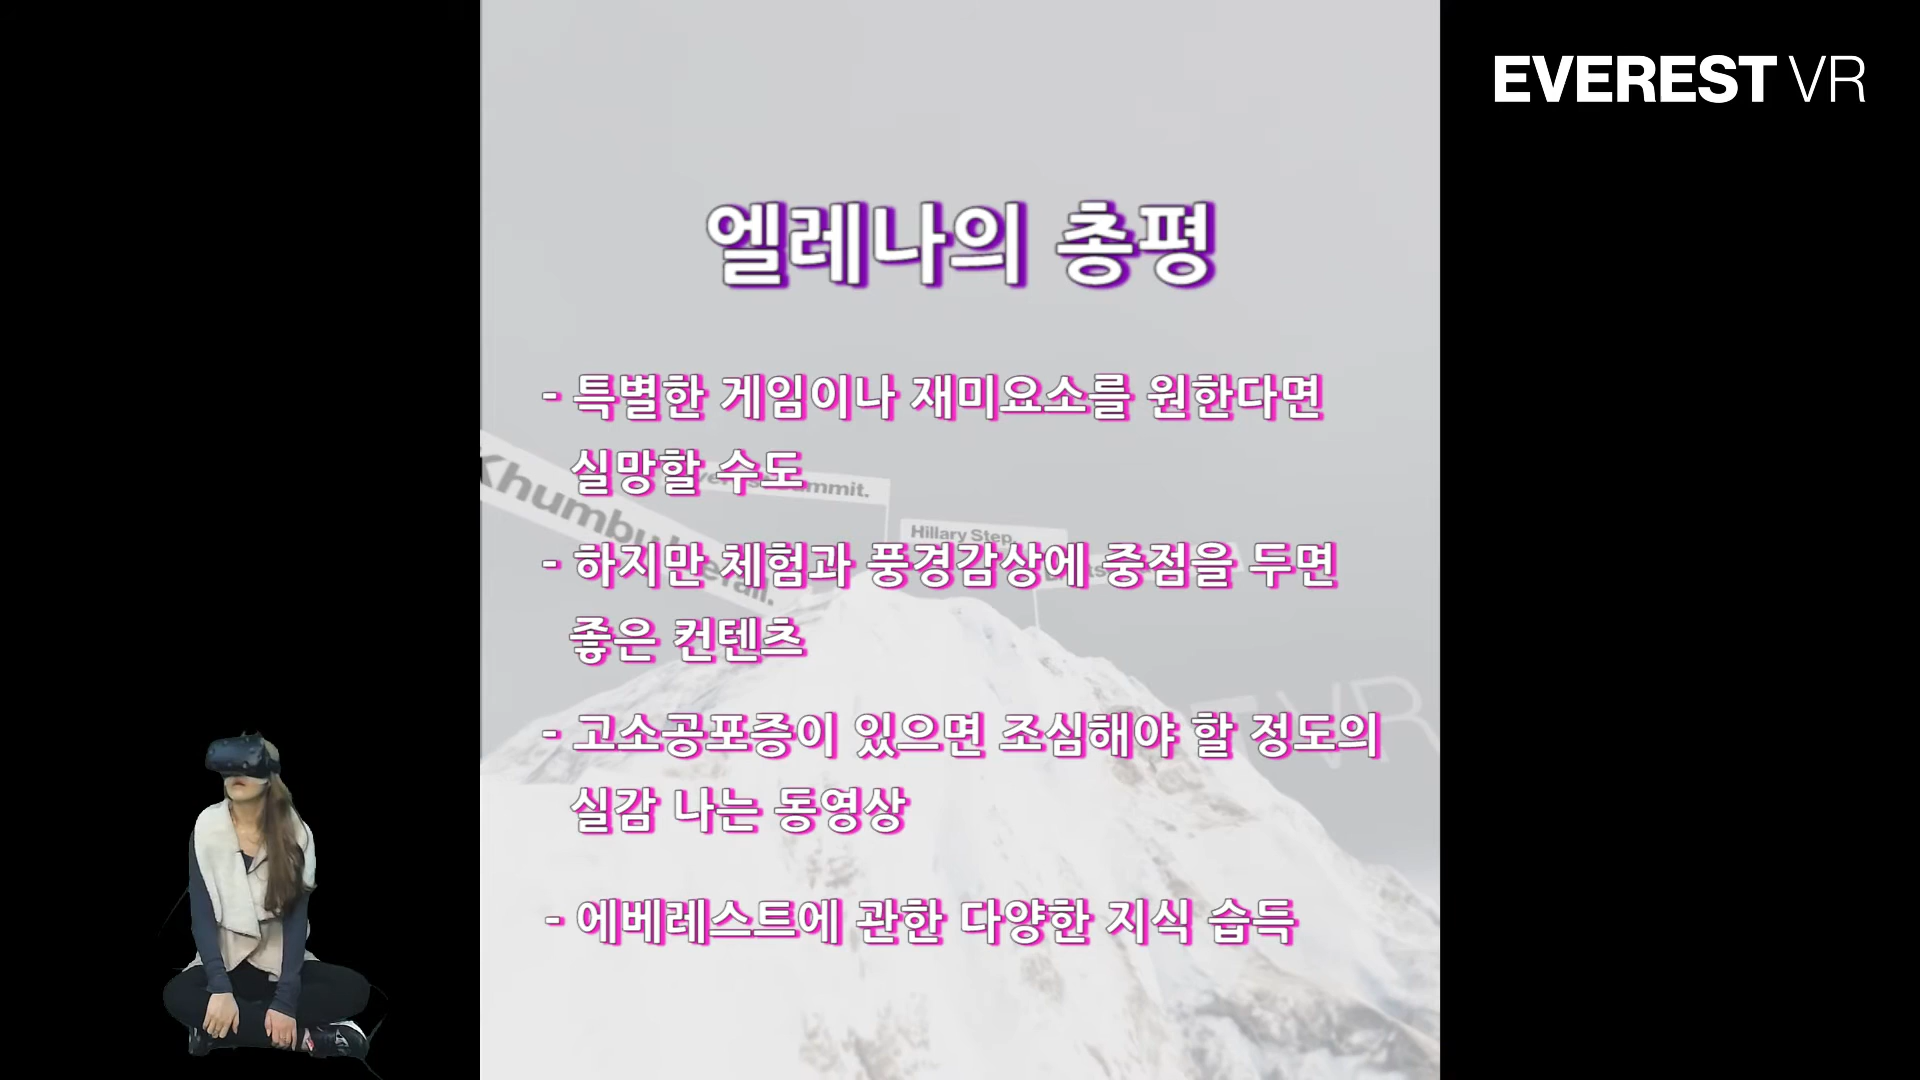 EVEREST VR
엘레나의 총평
- 특별한 게임이나 재미요소를 원한다면
실망할 수도
- 하지만 체험과 풍경감상에 중점을 두면
좋은 컨텐츠
- 고소공포증이 있으면 조심해야 할 정도의
실감 나는 동영상
- 에베레스트에 관한 다양한 지식 습득
Khumbu
Hillary Step.
VR